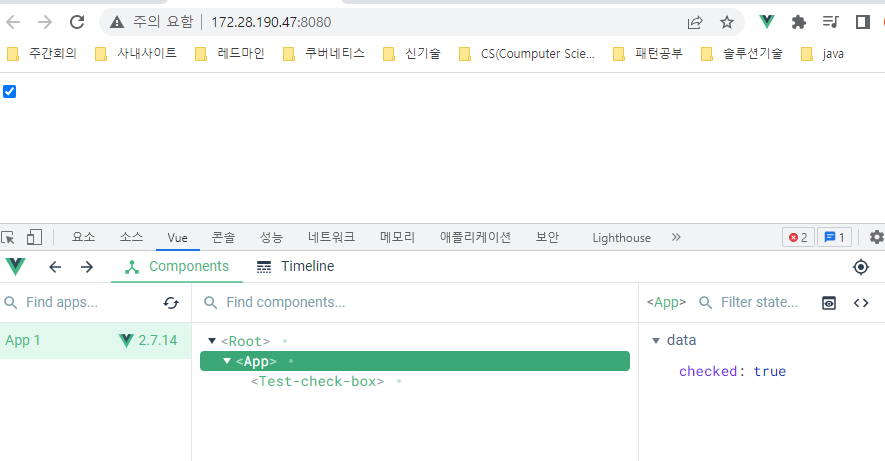 주의 요함 | 172.28.190.47:8080
주간회의 사내사이트 레드마인 쿠버네티스 신기술 CS(Coumputer Scie... 패턴공부 솔루션기술 java
요소 소스 Vue 콘솔 성능 네트워크 메모리 애플리케이션 보안 Lighthouse » 2 1
Components Timeline
Find apps... Find components... <App> Filter state...
App 1 2.7.14 <Root> data
<App> checked: true
<Test-check-box>